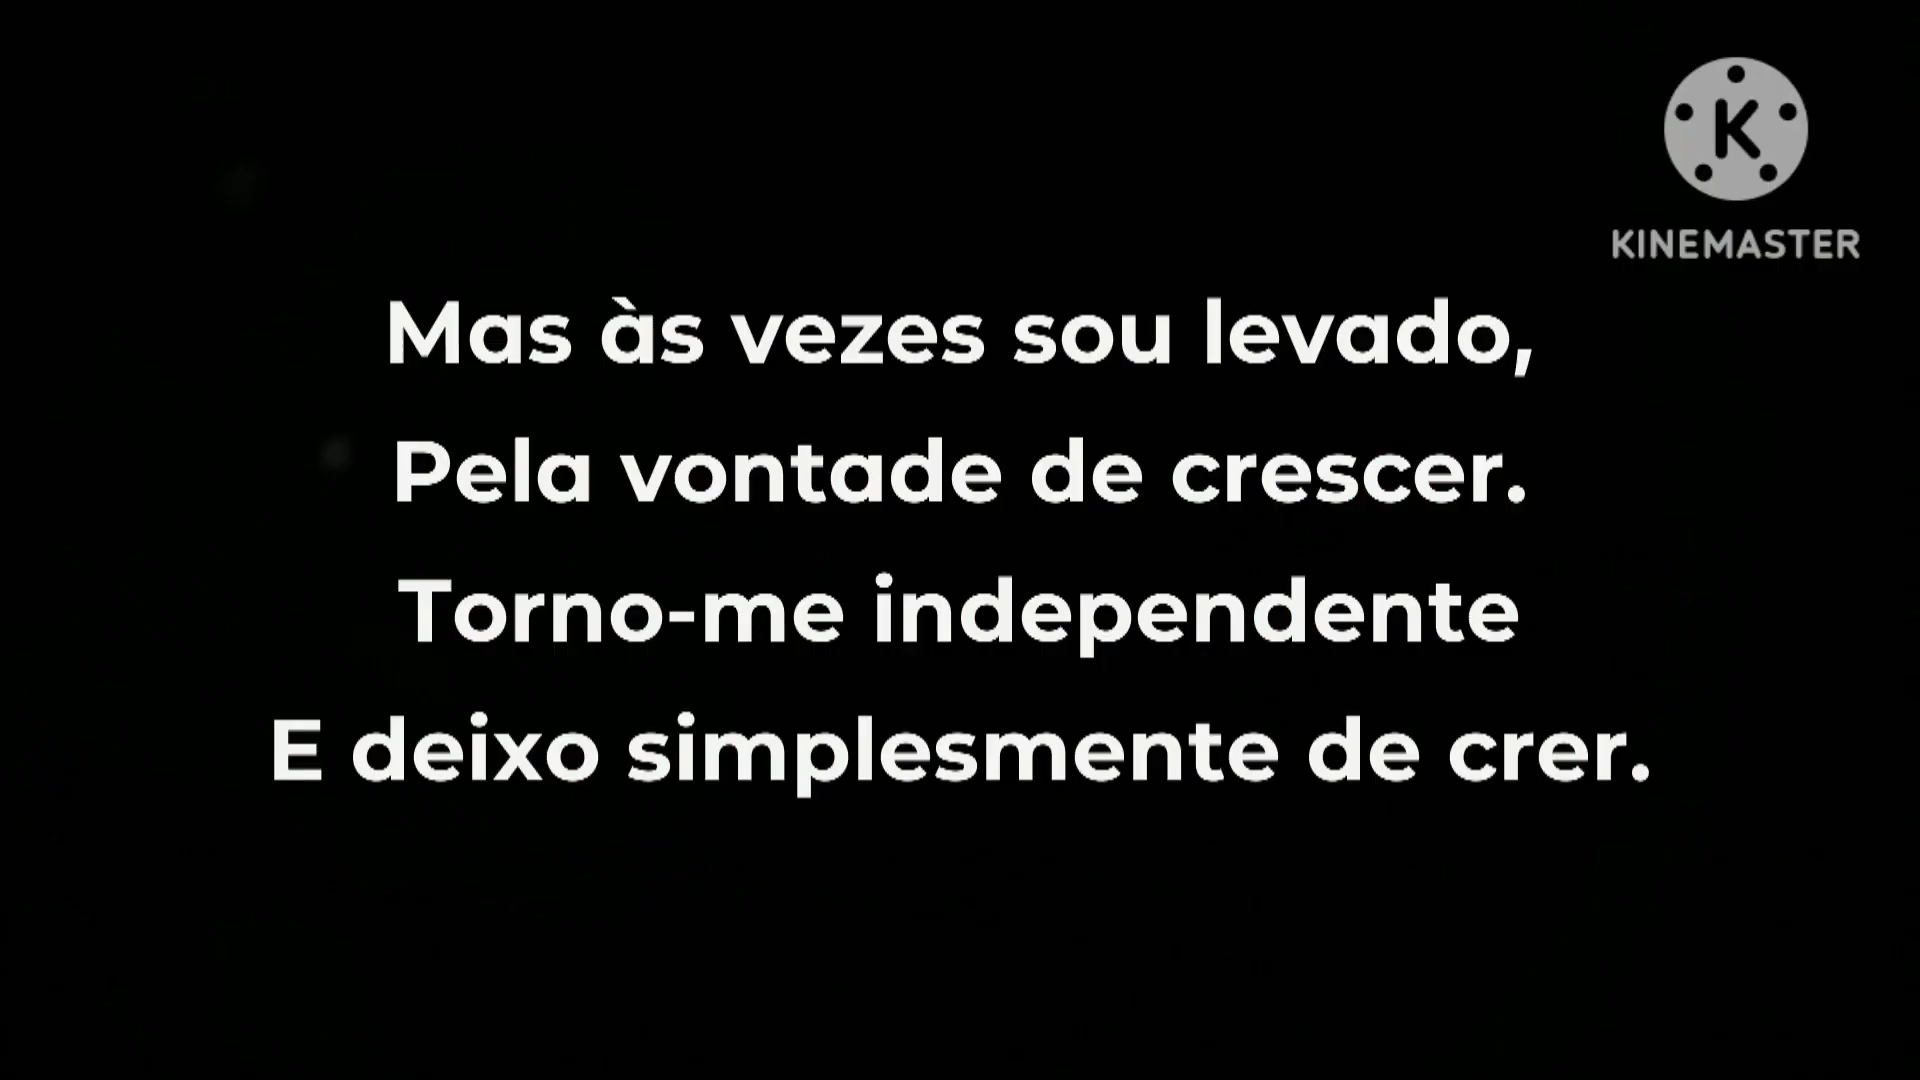 KINEMASTER
Mas às vezes sou levado,
Pela vontade de crescer.
Torno-me independente
E deixo simplesmente de crer.